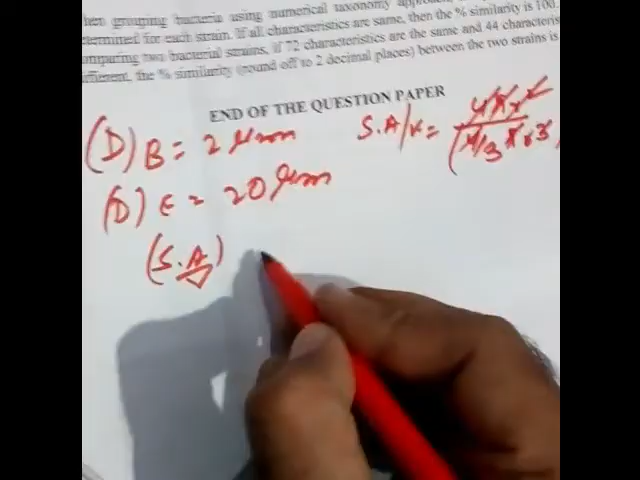 hen grouping bacteria using numerical taxonomy
etermined for each strain. If all characteristics are same, then the % similarity is 100.
omparing two bacterial strains, if 72 characteristics are the same and 44 characteris
ifferent, the % similarity (round off to 2 decimal places) between the two strains is
END OF THE QUESTION PAPER
(D) B = 2 μm
S.A/V =
(D) E = 20 μm
(S.A)